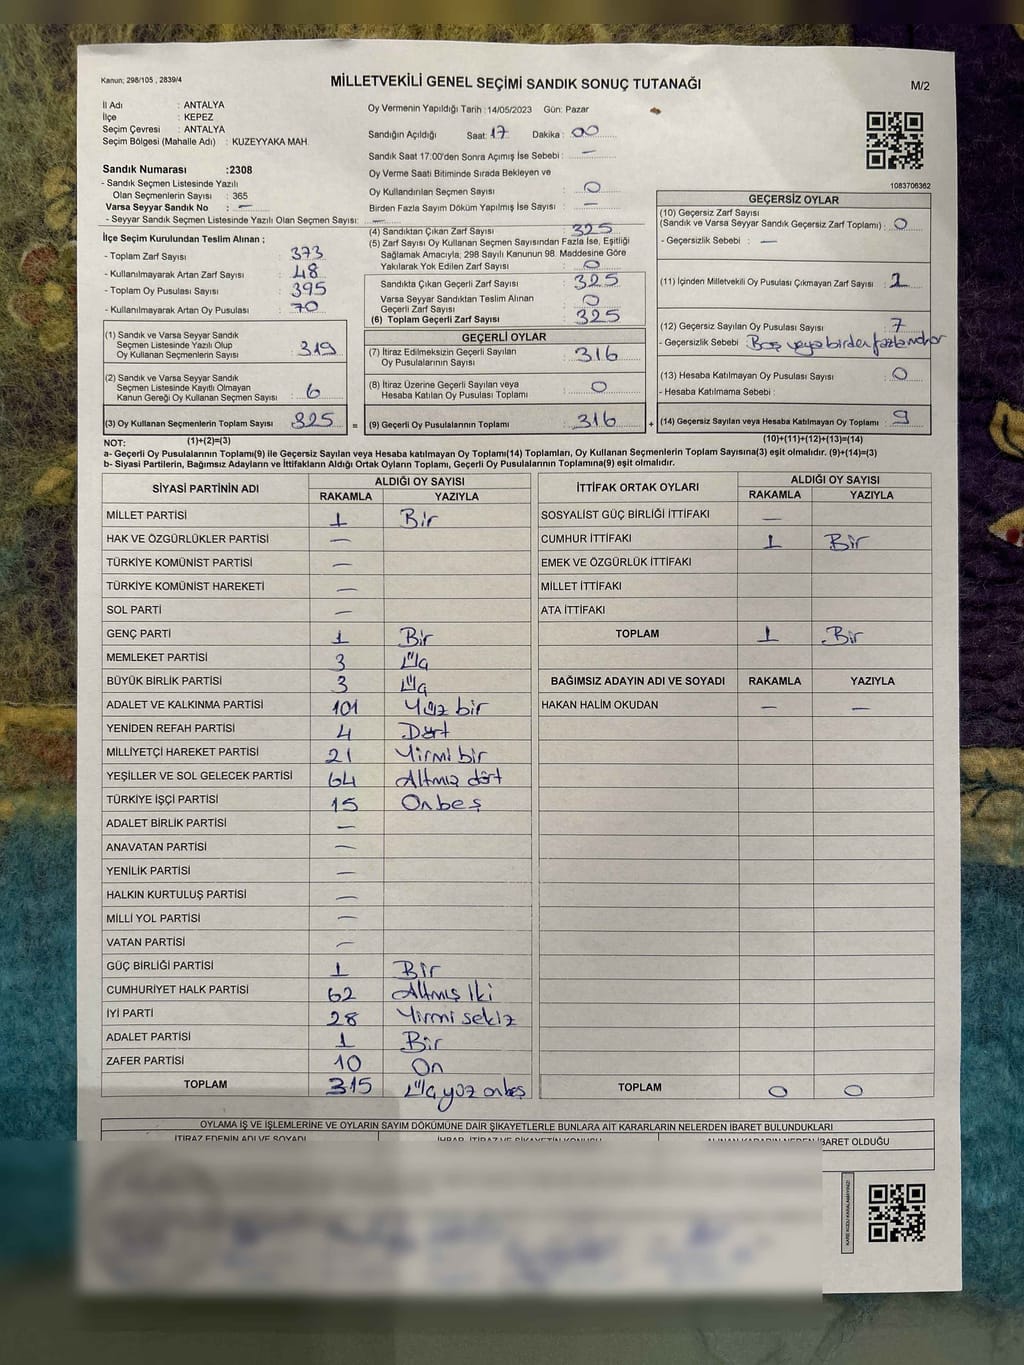 Kanun; 298/105 , 2839/4
MİLLETVEKİLİ GENEL SEÇİMİ SANDIK SONUÇ TUTANAĞI
M/2
İl Adı : ANTALYA
İlçe : KEPEZ
Seçim Çevresi : ANTALYA
Seçim Bölgesi (Mahalle Adı) : KUZEYYAKA MAH.
Sandık Numarası :2308
- Sandık Seçmen Listesinde Yazılı
Olan Seçmenlerin Sayısı : 365
Varsa Seyyar Sandık No : —
- Seyyar Sandık Seçmen Listesinde Yazılı Olan Seçmen Sayısı: —
Oy Vermenin Yapıldığı Tarih :14/05/2023 Gün: Pazar
Sandığın Açıldığı Saat: 17 Dakika : 00
Sandık Saat 17:00'den Sonra Açımış İse Sebebi : —
Oy Verme Saati Bitiminde Sırada Bekleyen ve
Oy Kullandırılan Seçmen Sayısı : 0
Birden Fazla Sayım Döküm Yapılmış İse Sayısı : —
1083706362
İlçe Seçim Kurulundan Teslim Alınan ;
- Toplam Zarf Sayısı : 373
- Kullanılmayarak Artan Zarf Sayısı : 48
- Toplam Oy Pusulası Sayısı : 395
- Kullanılmayarak Artan Oy Pusulası : 70
(1) Sandık ve Varsa Seyyar Sandık
Seçmen Listesinde Yazılı Olup
Oy Kullanan Seçmenlerin Sayısı : 319
(2) Sandık ve Varsa Seyyar Sandık
Seçmen Listesinde Kayıtlı Olmayan
Kanun Gereği Oy Kullanan Seçmen Sayısı : 6
(3) Oy Kullanan Seçmenlerin Toplam Sayısı : 325
(4) Sandıktan Çıkan Zarf Sayısı : 325
(5) Zarf Sayısı Oy Kullanan Seçmen Sayısından Fazla İse, Eşitliği
Sağlamak Amacıyla, 298 Sayılı Kanunun 98. Maddesine Göre
Yakılarak Yok Edilen Zarf Sayısı : 0
Sandıkta Çıkan Geçerli Zarf Sayısı : 325
Varsa Seyyar Sandıktan Teslim Alınan
Geçerli Zarf Sayısı : 0
(6) Toplam Geçerli Zarf Sayısı : 325
GEÇERLİ OYLAR
(7) İtiraz Edilmeksizin Geçerli Sayılan
Oy Pusulalarının Sayısı : 316
(8) İtiraz Üzerine Geçerli Sayılan veya
Hesaba Katılan Oy Pusulası Toplamı : 0
= (9) Geçerli Oy Pusulalarının Toplamı : 316
GEÇERSİZ OYLAR
(10) Geçersiz Zarf Sayısı
(Sandık ve Varsa Seyyar Sandık Geçersiz Zarf Toplamı) : 0
- Geçersizlik Sebebi : —
(11) İçinden Milletvekili Oy Pusulası Çıkmayan Zarf Sayısı : 2
(12) Geçersiz Sayılan Oy Pusulası Sayısı : 7
- Geçersizlik Sebebi : Boş veya birden fazla mühür
(13) Hesaba Katılmayan Oy Pusulası Sayısı : 0
- Hesaba Katılmama Sebebi :
+ (14) Geçersiz Sayılan veya Hesaba Katılmayan Oy Toplamı : 9
NOT: (1)+(2)=(3) (10)+(11)+(12)+(13)=(14)
a- Geçerli Oy Pusulalarının Toplamı(9) ile Geçersiz Sayılan veya Hesaba katılmayan Oy Toplamı(14) Toplamları, Oy Kullanan Seçmenlerin Toplam Sayısına(3) eşit olmalıdır. (9)+(14)=(3)
b- Siyasi Partilerin, Bağımsız Adayların ve İttifakların Aldığı Ortak Oyların Toplamı, Geçerli Oy Pusulalarının Toplamına(9) eşit olmalıdır.
SİYASİ PARTİNİN ADI ALDIĞI OY SAYISI
RAKAMLA YAZIYLA
MİLLET PARTİSİ 1 Bir
HAK VE ÖZGÜRLÜKLER PARTİSİ —
TÜRKİYE KOMÜNİST PARTİSİ —
TÜRKİYE KOMÜNİST HAREKETİ —
SOL PARTİ —
GENÇ PARTİ 1 Bir
MEMLEKET PARTİSİ 3 Üç
BÜYÜK BİRLİK PARTİSİ 3 Üç
ADALET VE KALKINMA PARTİSİ 101 Yüz bir
YENİDEN REFAH PARTİSİ 4 Dört
MİLLİYETÇİ HAREKET PARTİSİ 21 Yirmi bir
YEŞİLLER VE SOL GELECEK PARTİSİ 64 Altmış dört
TÜRKİYE İŞÇİ PARTİSİ 15 On beş
ADALET BİRLİK PARTİSİ —
ANAVATAN PARTİSİ —
YENİLİK PARTİSİ —
HALKIN KURTULUŞ PARTİSİ —
MİLLİ YOL PARTİSİ —
VATAN PARTİSİ —
GÜÇ BİRLİĞİ PARTİSİ 1 Bir
CUMHURİYET HALK PARTİSİ 62 Altmış iki
İYİ PARTİ 28 Yirmi sekiz
ADALET PARTİSİ 1 Bir
ZAFER PARTİSİ 10 On
TOPLAM 315 Üç yüz onbeş
İTTİFAK ORTAK OYLARI ALDIĞI OY SAYISI
RAKAMLA YAZIYLA
SOSYALİST GÜÇ BİRLİĞİ İTTİFAKI —
CUMHUR İTTİFAKI 1 Bir
EMEK VE ÖZGÜRLÜK İTTİFAKI
MİLLET İTTİFAKI
ATA İTTİFAKI
TOPLAM 1 Bir
BAĞIMSIZ ADAYIN ADI VE SOYADI RAKAMLA YAZIYLA
HAKAN HALİM OKUDAN — —
TOPLAM 0 0
OYLAMA İŞ VE İŞLEMLERİNE VE OYLARIN SAYIM DÖKÜMÜNE DAİR ŞİKAYETLERLE BUNLARA AİT KARARLARIN NELERDEN İBARET BULUNDUKLARI
İTİRAZ EDENİN ADI VE SOYADI
İBARET OLDUĞU